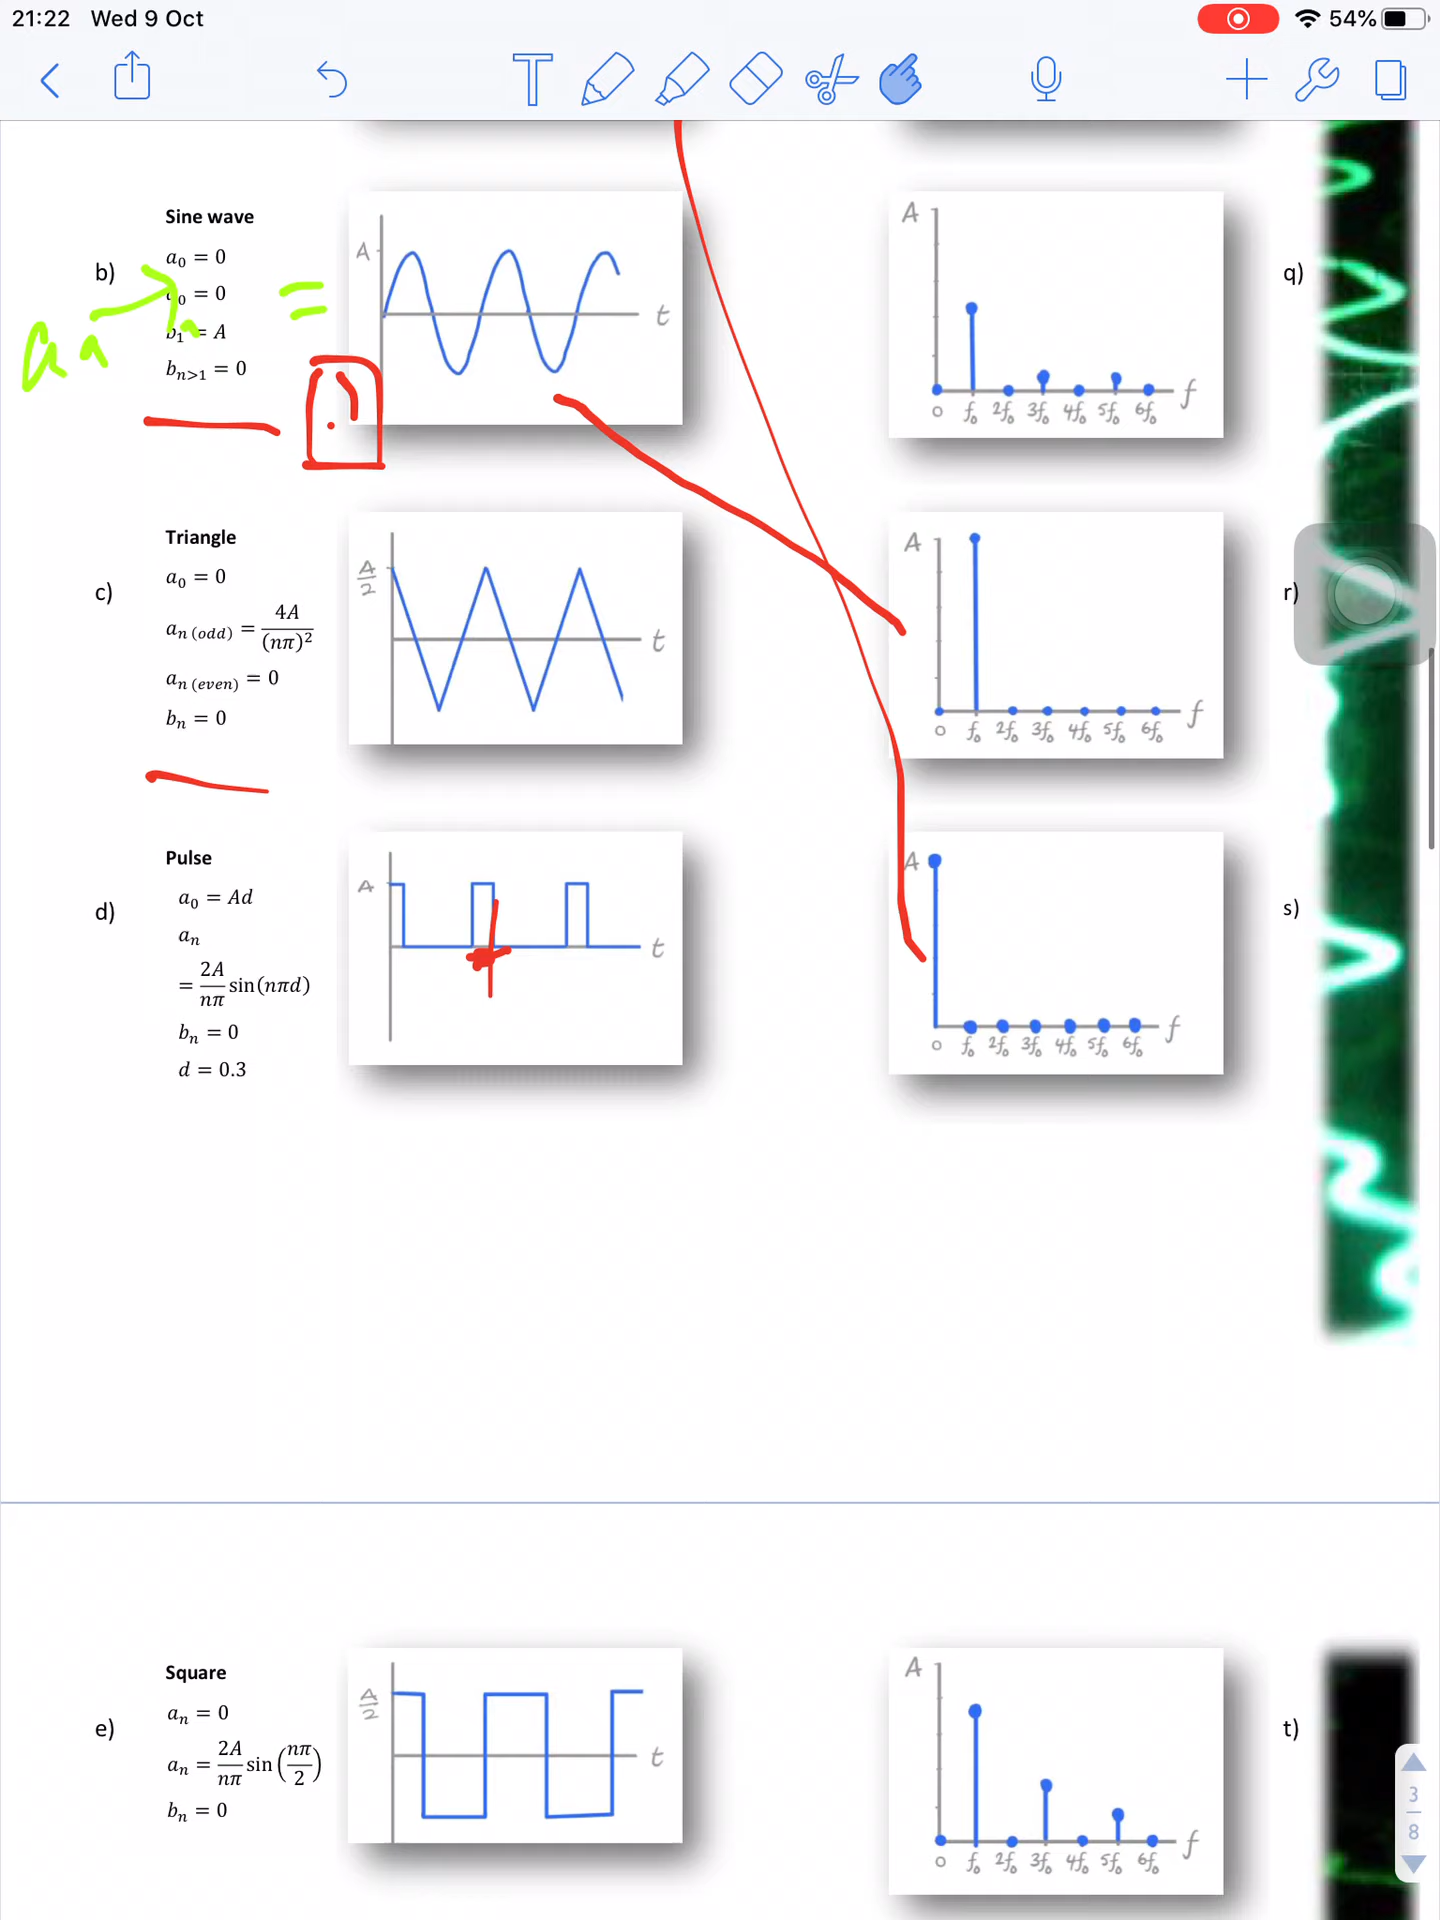 21:22 Wed 9 Oct
54%
T
b)
Sine wave
a₀ = 0
₀ = 0
b₁ = A
bₙ>₁ = 0
aₙ =
A
t
A
0 f₀ 2f₀ 3f₀ 4f₀ 5f₀ 6f₀ f
q)
c)
Triangle
a₀ = 0
aₙ (odd) = 4A/(nπ)²
aₙ (even) = 0
bₙ = 0
A/2
t
A
0 f₀ 2f₀ 3f₀ 4f₀ 5f₀ 6f₀ f
r)
d)
Pulse
a₀ = Ad
aₙ
= 2A/nπ sin(nπd)
bₙ = 0
d = 0.3
A
t
A
0 f₀ 2f₀ 3f₀ 4f₀ 5f₀ 6f₀ f
s)
e)
Square
aₙ = 0
aₙ = 2A/nπ sin(nπ/2)
bₙ = 0
A/2
t
A
0 f₀ 2f₀ 3f₀ 4f₀ 5f₀ 6f₀ f
t)
3
8